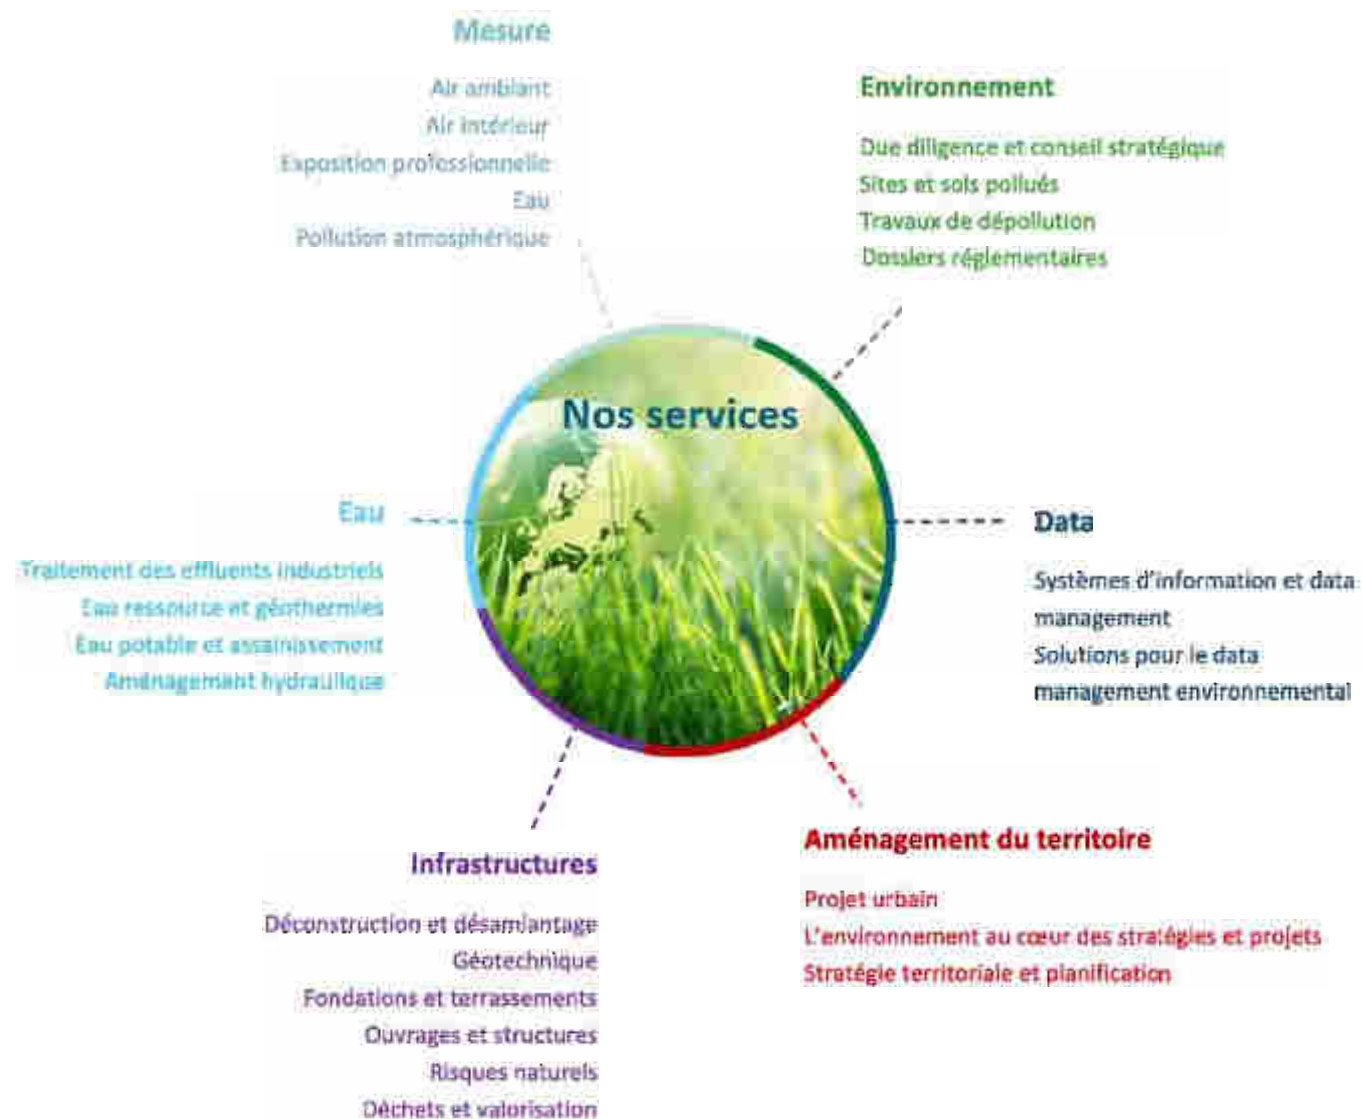 Mesure
Air ambiant
Air intérieur
Exposition professionnelle
Eau
Pollution atmosphérique
Environnement
Due diligence et conseil stratégique
Sites et sols pollués
Travaux de dépollution
Dossiers réglementaires
Nos services
Eau
Traitement des effluents industriels
Eau ressource et géothermies
Eau potable et assainissement
Aménagement hydraulique
Data
Systèmes d'information et data
management
Solutions pour le data
management environnemental
Infrastructures
Déconstruction et désamiantage
Géotechnique
Fondations et terrassements
Ouvrages et structures
Risques naturels
Déchets et valorisation
Aménagement du territoire
Projet urbain
L'environnement au cœur des stratégies et projets
Stratégie territoriale et planification